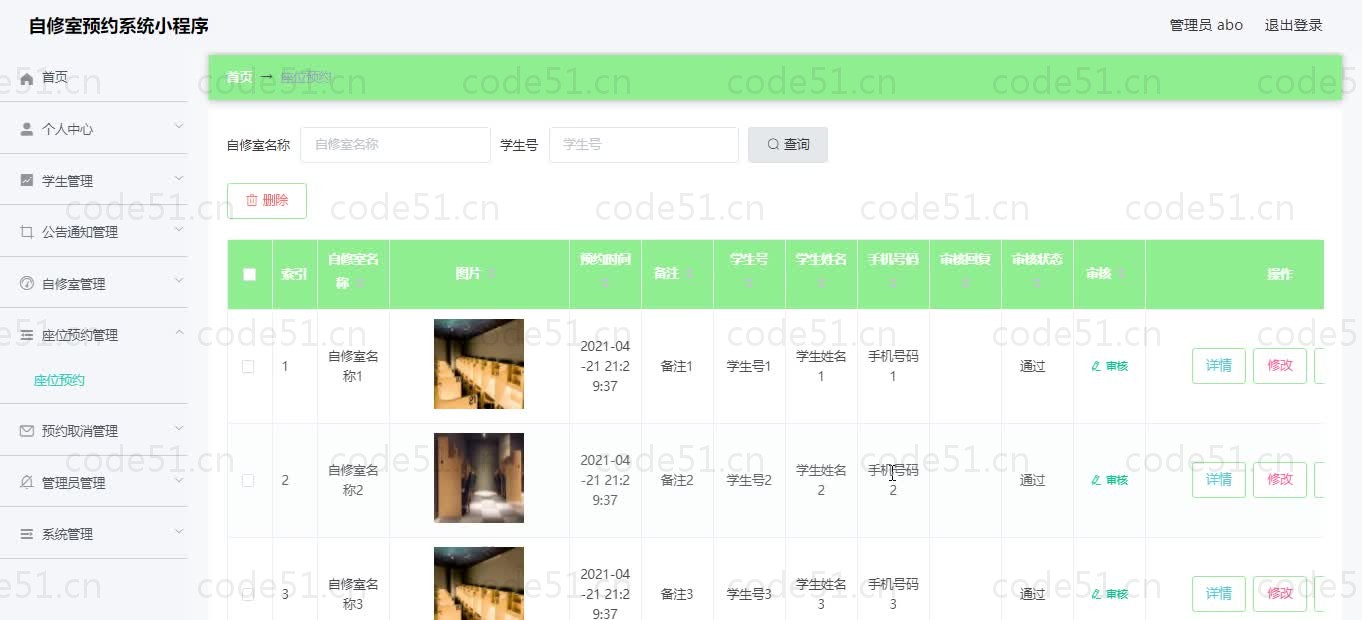 自修室预约系统小程序
管理员 abo 退出登录
首页
首页 → 座位预约
个人中心
学生管理
公告通知管理
自修室管理
座位预约管理
座位预约
预约取消管理
管理员管理
系统管理
自修室名称 自修室名称 学生号 学生号 查询
删除
索引 自修室名称 图片 预约时间 备注 学生号 学生姓名 手机号码 审核回复 审核状态 审核 操作
1 自修室名称1 2021-04-21 21:29:37 备注1 学生号1 学生姓名1 手机号码1 通过 审核 详情 修改
2 自修室名称2 2021-04-21 21:29:37 备注2 学生号2 学生姓名2 手机号码2 通过 审核 详情 修改
3 自修室名称3 2021-04-21 21:29:37 备注3 学生号3 学生姓名3 手机号码3 通过 审核 详情 修改
code51.cn